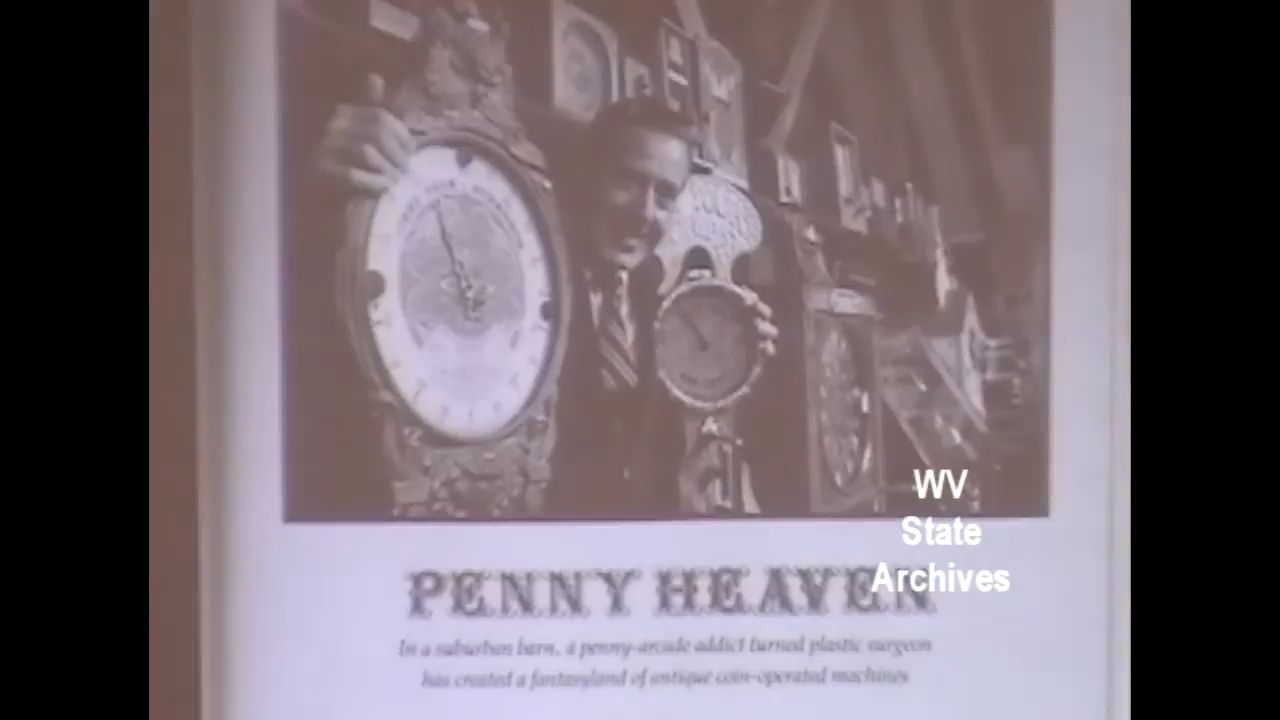 WV
State
Archives
PENNY HEAVEN
In a suburban barn, a penny-arcade addict turned plastic surgeon
has created a fantasyland of antique coin-operated machines